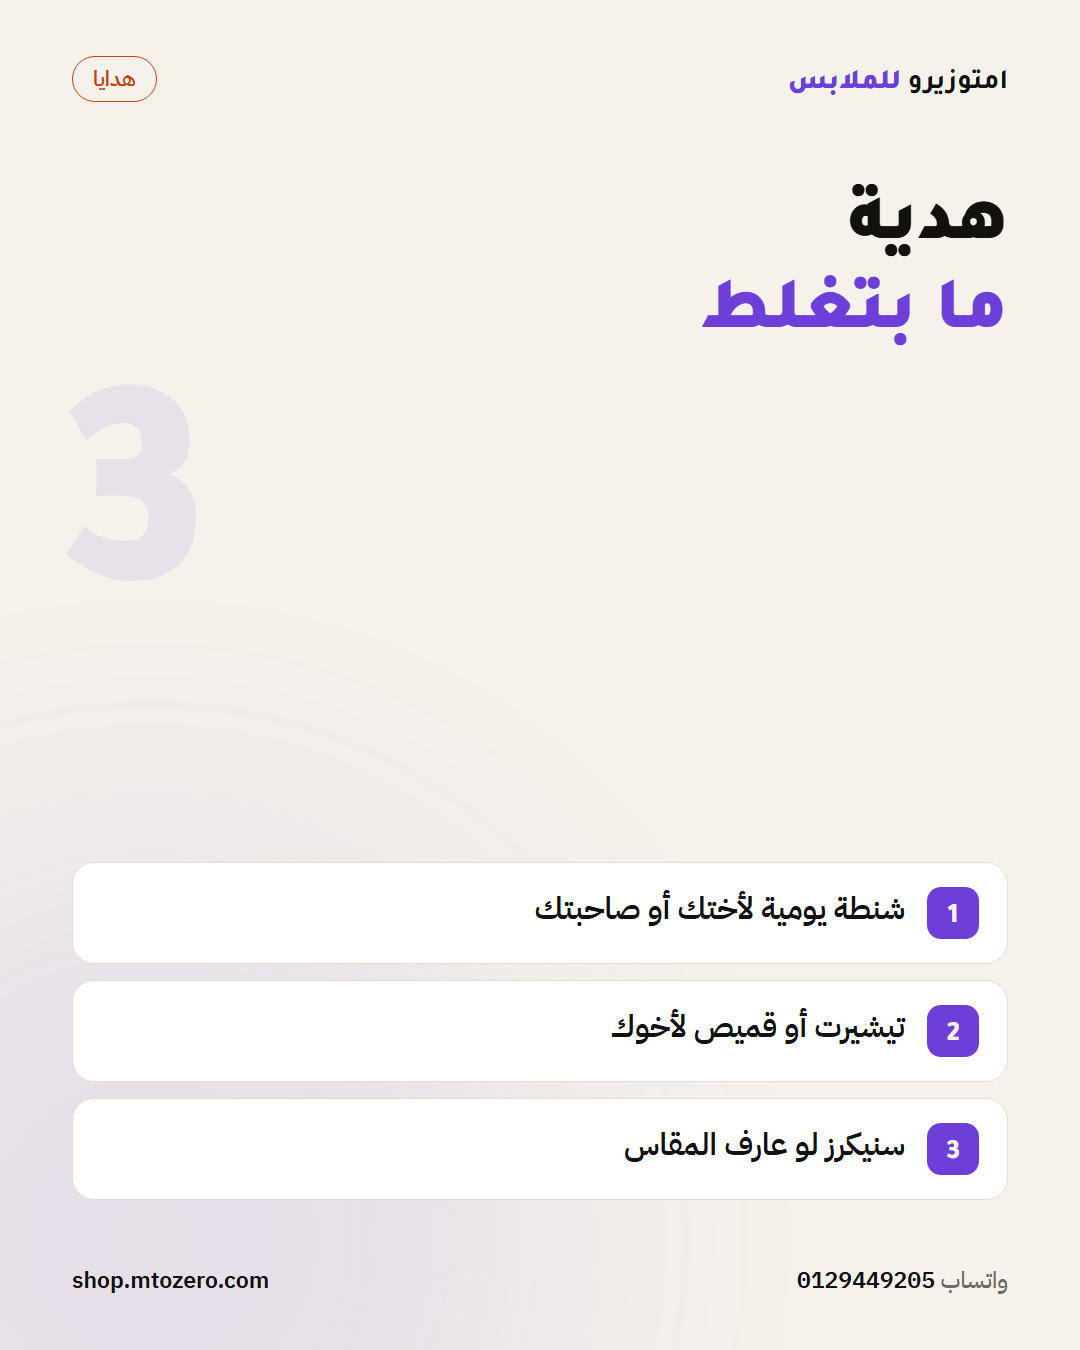 امتوزيرو للملابس
هدايا
هدية
ما بتغلط
3
1 شنطة يومية لأختك أو صاحبتك
2 تيشيرت أو قميص لأخوك
3 سنيكرز لو عارف المقاس
واتساب 0129449205
shop.mtozero.com